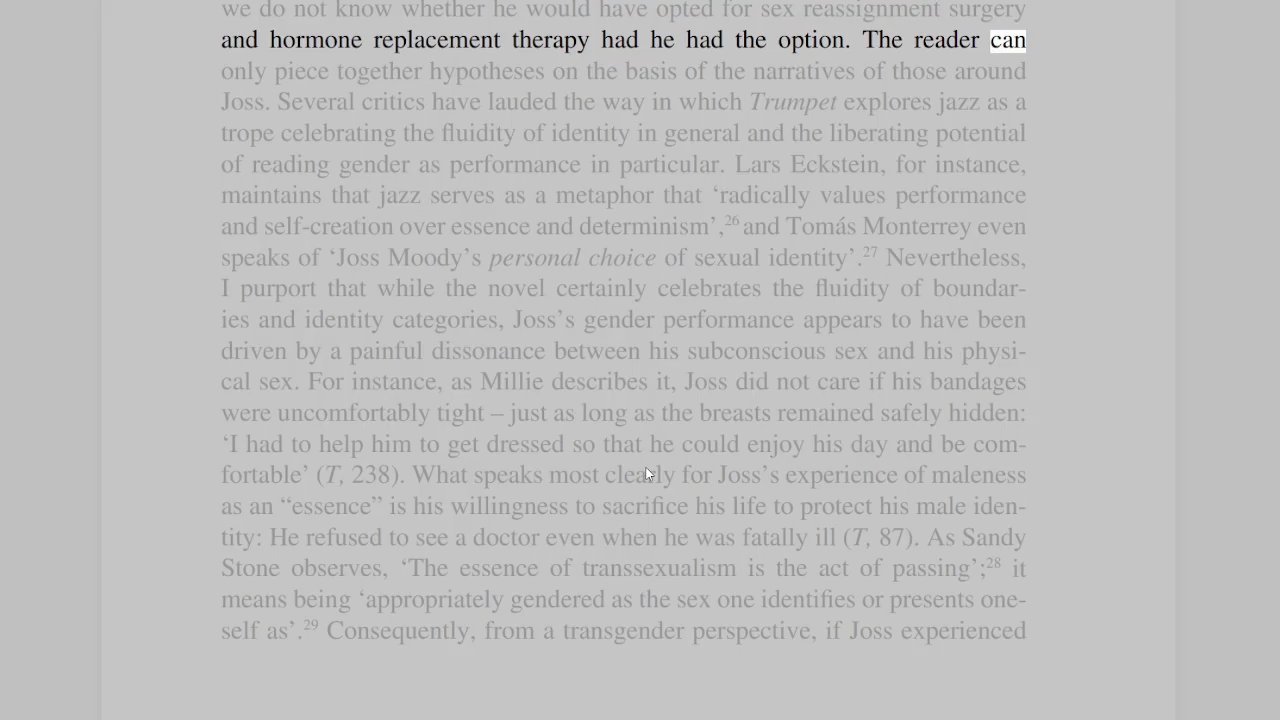 we do not know whether he would have opted for sex reassignment surgery
and hormone replacement therapy had he had the option. The reader can
only piece together hypotheses on the basis of the narratives of those around
Joss. Several critics have lauded the way in which Trumpet explores jazz as a
trope celebrating the fluidity of identity in general and the liberating potential
of reading gender as performance in particular. Lars Eckstein, for instance,
maintains that jazz serves as a metaphor that ‘radically values performance
and self-creation over essence and determinism’,26 and Tomás Monterrey even
speaks of ‘Joss Moody’s personal choice of sexual identity’.27 Nevertheless,
I purport that while the novel certainly celebrates the fluidity of boundar-
ies and identity categories, Joss’s gender performance appears to have been
driven by a painful dissonance between his subconscious sex and his physi-
cal sex. For instance, as Millie describes it, Joss did not care if his bandages
were uncomfortably tight – just as long as the breasts remained safely hidden:
‘I had to help him to get dressed so that he could enjoy his day and be com-
fortable’ (T, 238). What speaks most clearly for Joss’s experience of maleness
as an “essence” is his willingness to sacrifice his life to protect his male iden-
tity: He refused to see a doctor even when he was fatally ill (T, 87). As Sandy
Stone observes, ‘The essence of transsexualism is the act of passing’;28 it
means being ‘appropriately gendered as the sex one identifies or presents one-
self as’.29 Consequently, from a transgender perspective, if Joss experienced